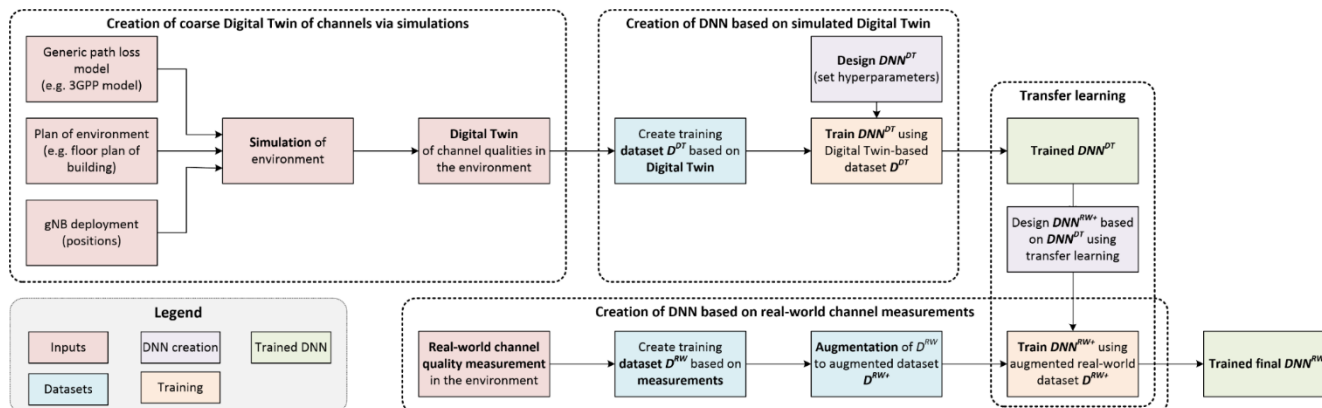 Creation of coarse Digital Twin of channels via simulations
Generic path loss
model
(e.g. 3GPP model)
Plan of environment
(e.g. floor plan of
building)
gNB deployment
(positions)
Simulation of
environment
Digital Twin
of channel qualities in
the environment
Creation of DNN based on simulated Digital Twin
Design DNN^DT
(set hyperparameters)
Create training
dataset D^DT based on
Digital Twin
Train DNN^DT using
Digital Twin-based
dataset D^DT
Transfer learning
Trained DNN^DT
Design DNN^RW+ based
on DNN^DT using
transfer learning
Legend
Inputs
DNN creation
Trained DNN
Datasets
Training
Creation of DNN based on real-world channel measurements
Real-world channel
quality measurement
in the environment
Create training
dataset D^RW based on
measurements
Augmentation of D^RW
to augmented dataset
D^RW+
Train DNN^RW+ using
augmented real-world
dataset D^RW+
Trained final DNN^RW